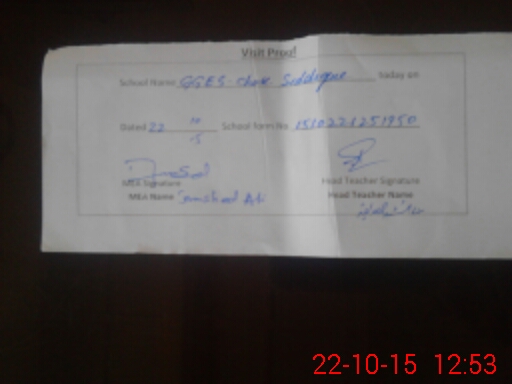 Visit Proof
School Name GGES Chak Siddique today on
Dated 22 10 15 School form No 1510221251950
MEA Signature Head Teacher Signature
MEA Name Jamshed Ali Head Teacher Name
22-10-15 12:53